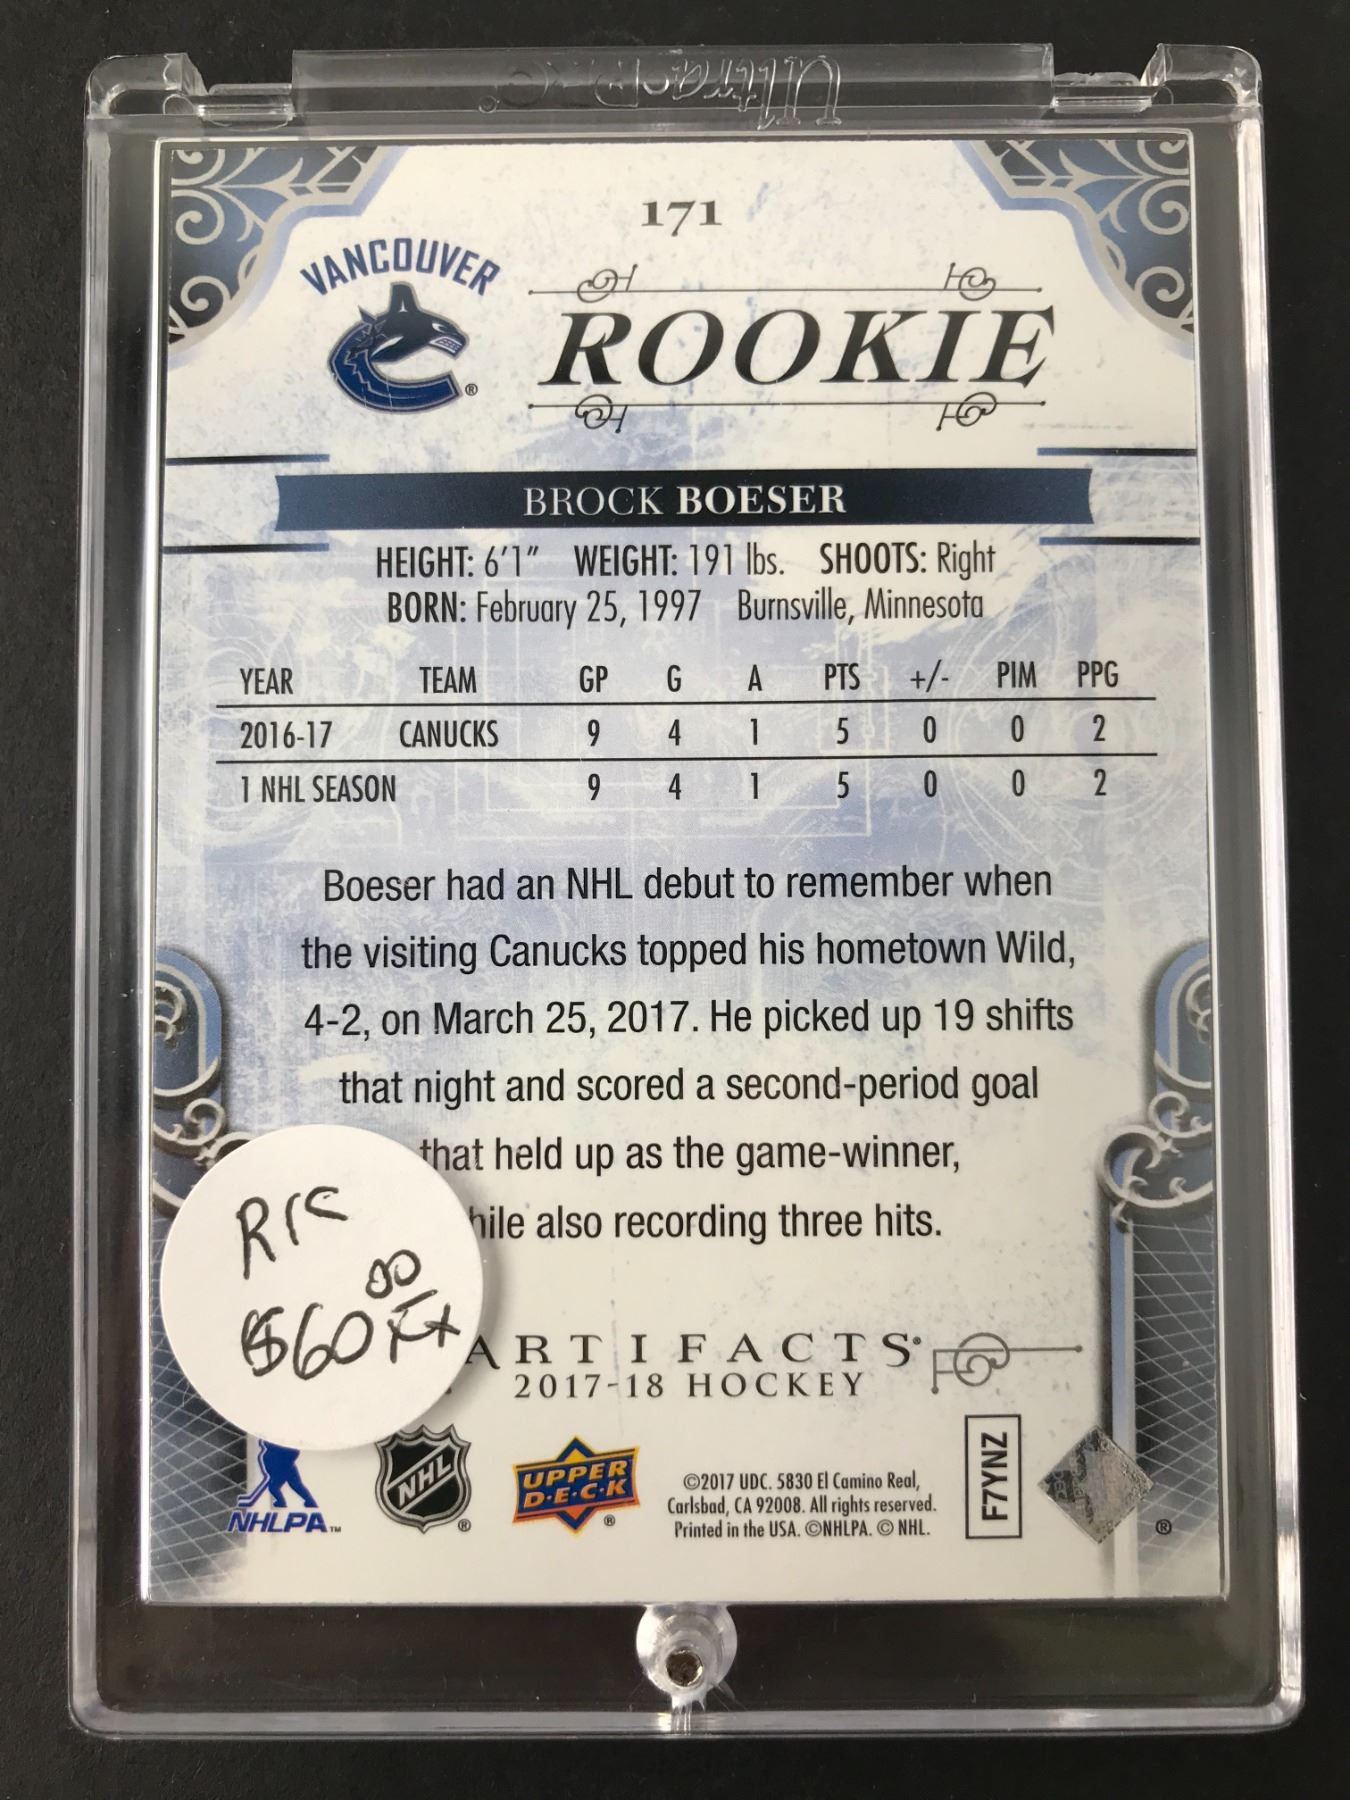 Ultra·PRO
171
VANCOUVER
®
ROOKIE
BROCK BOESER
HEIGHT: 6'1" WEIGHT: 191 lbs. SHOOTS: Right
BORN: February 25, 1997 Burnsville, Minnesota
YEAR TEAM GP G A PTS +/- PIM PPG
2016-17 CANUCKS 9 4 1 5 0 0 2
1 NHL SEASON 9 4 1 5 0 0 2
Boeser had an NHL debut to remember when
the visiting Canucks topped his hometown Wild,
4-2, on March 25, 2017. He picked up 19 shifts
that night and scored a second-period goal
that held up as the game-winner,
hile also recording three hits.
$60 00
ARTIFACTS
2017-18 HOCKEY
NHLPA™
NHL ®
UPPER
D·E·C·K ®
©2017 UDC. 5830 El Camino Real,
Carlsbad, CA 92008. All rights reserved.
Printed in the USA. ©NHLPA. © NHL.
F7YNZ
®